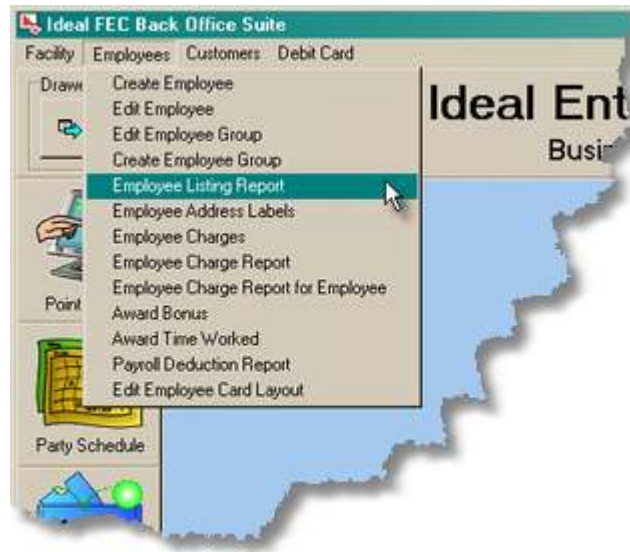 Ideal FEC Back Office Suite
Facility Employees Customers Debit Card
Create Employee
Edit Employee
Edit Employee Group
Create Employee Group
Employee Listing Report
Employee Address Labels
Employee Charges
Employee Charge Report
Employee Charge Report for Employee
Award Bonus
Award Time Worked
Payroll Deduction Report
Edit Employee Card Layout
Drawe
Ideal Ent
Busi
Point
Party Schedule